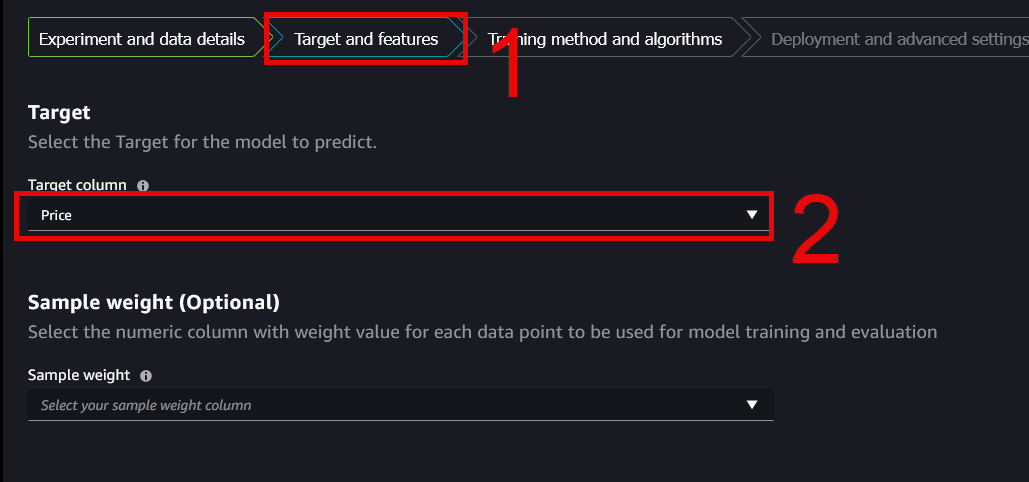 Experiment and data details Target and features Training method and algorithms Deployment and advanced settings
1
Target
Select the Target for the model to predict.
Target column
Price
2
Sample weight (Optional)
Select the numeric column with weight value for each data point to be used for model training and evaluation
Sample weight
Select your sample weight column